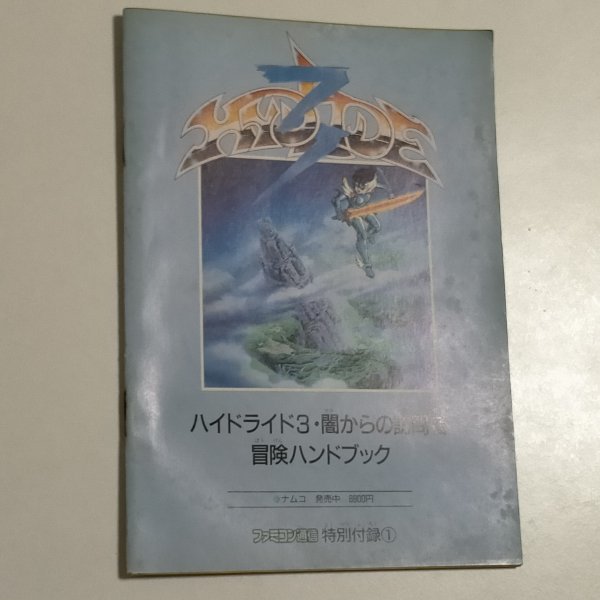 HYDLIDE 3
ハイドライド3・闇からの訪問者
冒険ハンドブック
ナムコ 発売中 6800円
ファミコン通信 特別付録①